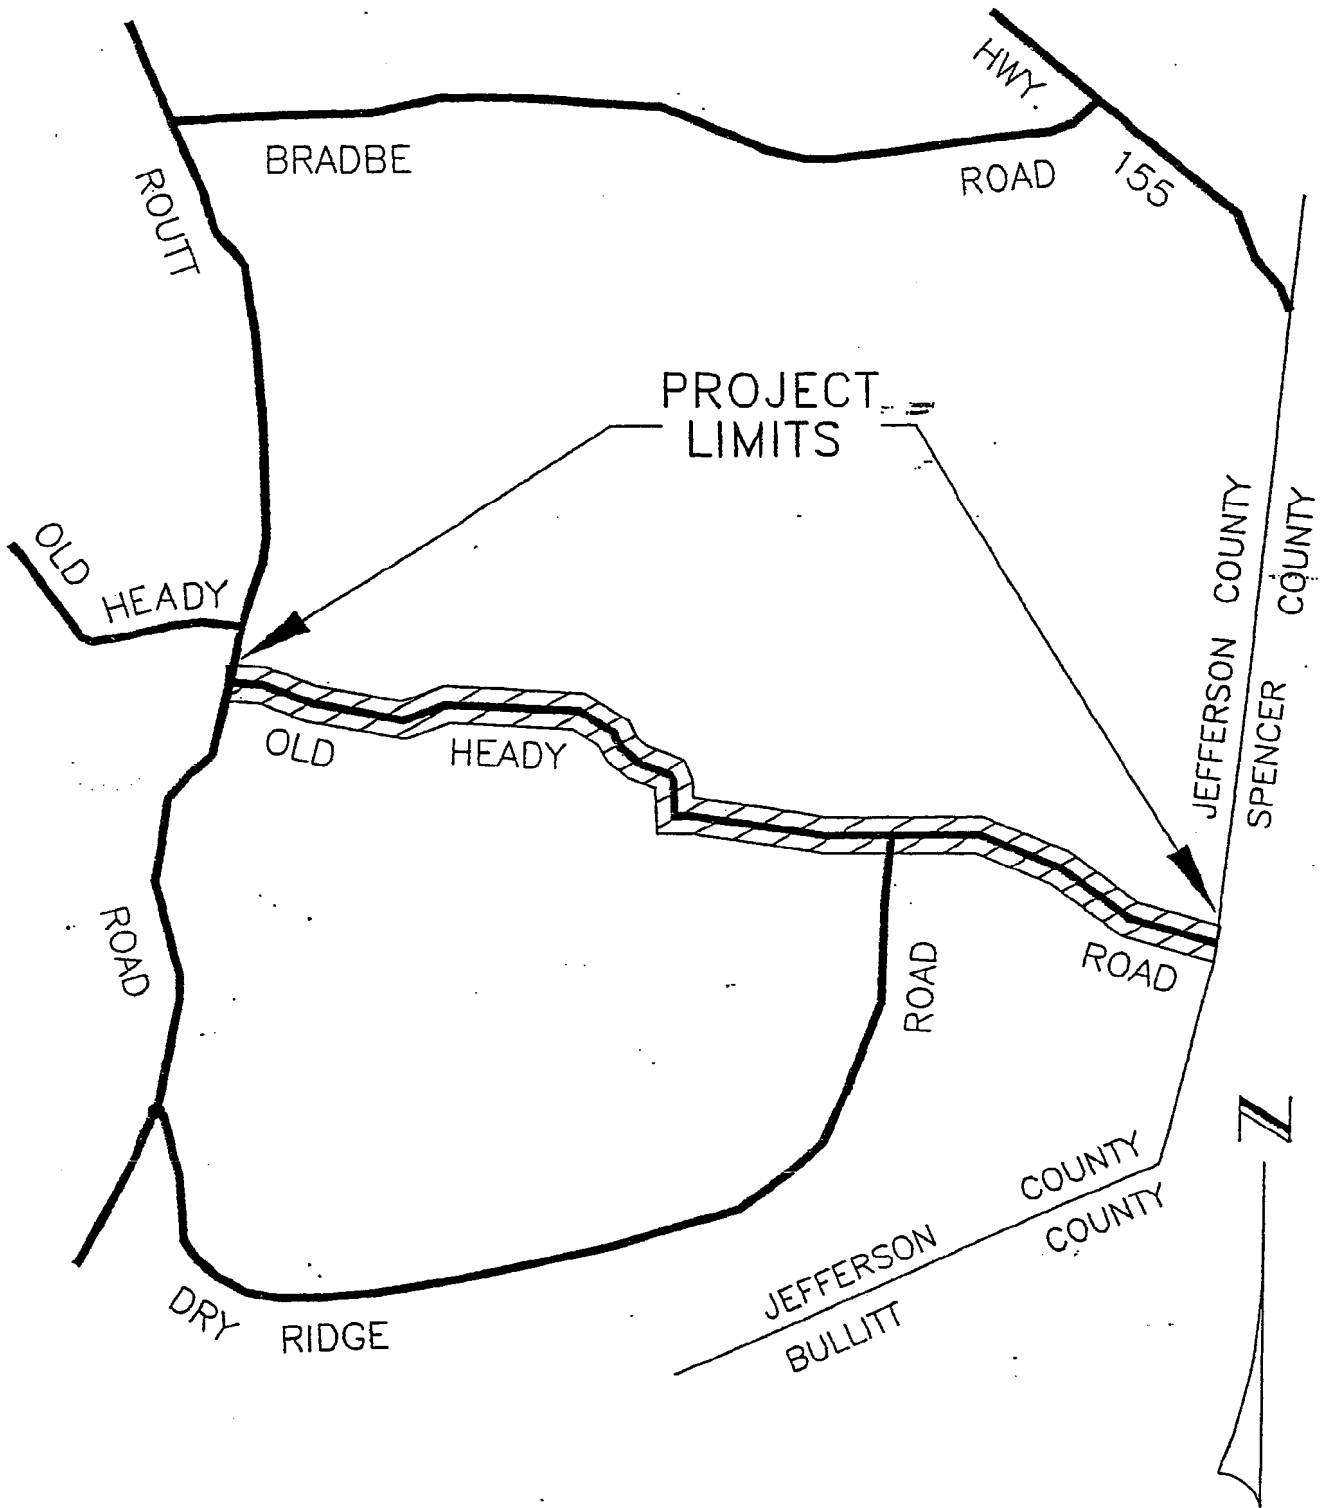 HWY.
155
BRADBE ROAD
ROUTT ROAD
PROJECT
LIMITS
OLD HEADY
OLD HEADY ROAD
JEFFERSON COUNTY
SPENCER COUNTY
DRY RIDGE ROAD
JEFFERSON COUNTY
BULLITT COUNTY
N